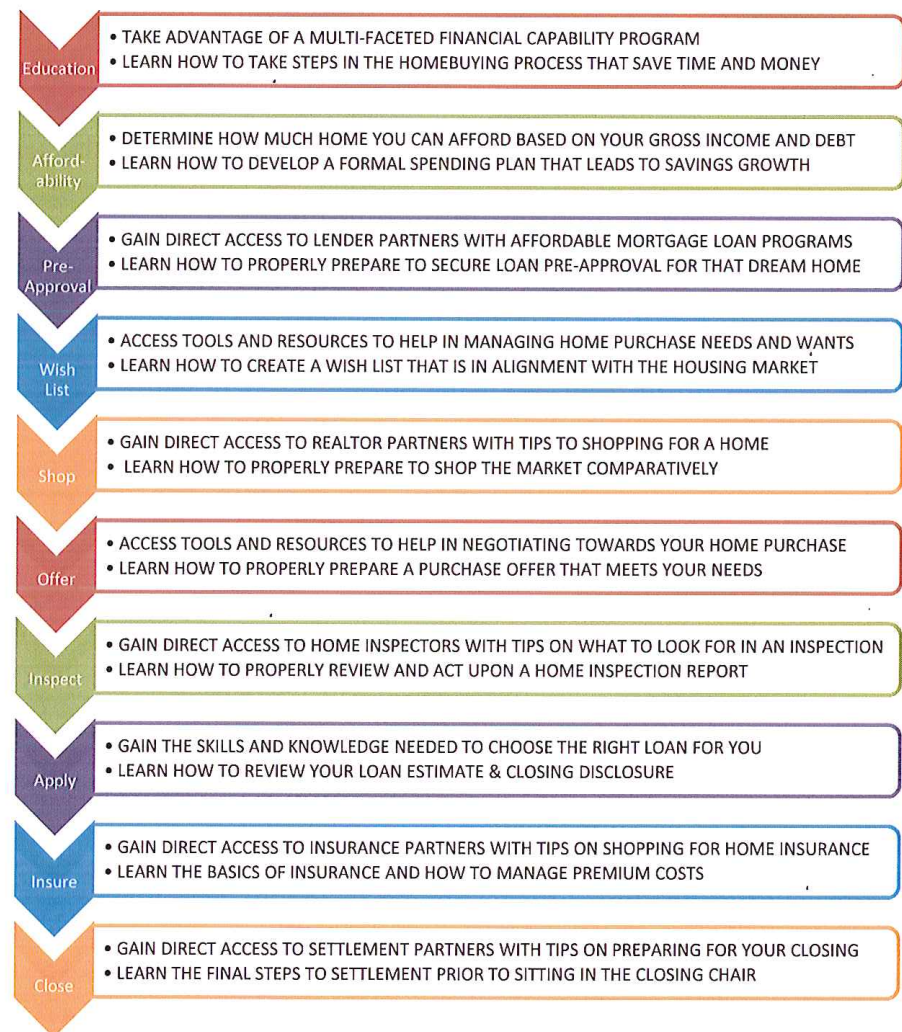 Education
• TAKE ADVANTAGE OF A MULTI-FACETED FINANCIAL CAPABILITY PROGRAM
• LEARN HOW TO TAKE STEPS IN THE HOMEBUYING PROCESS THAT SAVE TIME AND MONEY
Afford-
ability
• DETERMINE HOW MUCH HOME YOU CAN AFFORD BASED ON YOUR GROSS INCOME AND DEBT
• LEARN HOW TO DEVELOP A FORMAL SPENDING PLAN THAT LEADS TO SAVINGS GROWTH
Pre-
Approval
• GAIN DIRECT ACCESS TO LENDER PARTNERS WITH AFFORDABLE MORTGAGE LOAN PROGRAMS
• LEARN HOW TO PROPERLY PREPARE TO SECURE LOAN PRE-APPROVAL FOR THAT DREAM HOME
Wish
List
• ACCESS TOOLS AND RESOURCES TO HELP IN MANAGING HOME PURCHASE NEEDS AND WANTS
• LEARN HOW TO CREATE A WISH LIST THAT IS IN ALIGNMENT WITH THE HOUSING MARKET
Shop
• GAIN DIRECT ACCESS TO REALTOR PARTNERS WITH TIPS TO SHOPPING FOR A HOME
• LEARN HOW TO PROPERLY PREPARE TO SHOP THE MARKET COMPARATIVELY
Offer
• ACCESS TOOLS AND RESOURCES TO HELP IN NEGOTIATING TOWARDS YOUR HOME PURCHASE
• LEARN HOW TO PROPERLY PREPARE A PURCHASE OFFER THAT MEETS YOUR NEEDS
Inspect
• GAIN DIRECT ACCESS TO HOME INSPECTORS WITH TIPS ON WHAT TO LOOK FOR IN AN INSPECTION
• LEARN HOW TO PROPERLY REVIEW AND ACT UPON A HOME INSPECTION REPORT
Apply
• GAIN THE SKILLS AND KNOWLEDGE NEEDED TO CHOOSE THE RIGHT LOAN FOR YOU
• LEARN HOW TO REVIEW YOUR LOAN ESTIMATE & CLOSING DISCLOSURE
Insure
• GAIN DIRECT ACCESS TO INSURANCE PARTNERS WITH TIPS ON SHOPPING FOR HOME INSURANCE
• LEARN THE BASICS OF INSURANCE AND HOW TO MANAGE PREMIUM COSTS
Close
• GAIN DIRECT ACCESS TO SETTLEMENT PARTNERS WITH TIPS ON PREPARING FOR YOUR CLOSING
• LEARN THE FINAL STEPS TO SETTLEMENT PRIOR TO SITTING IN THE CLOSING CHAIR